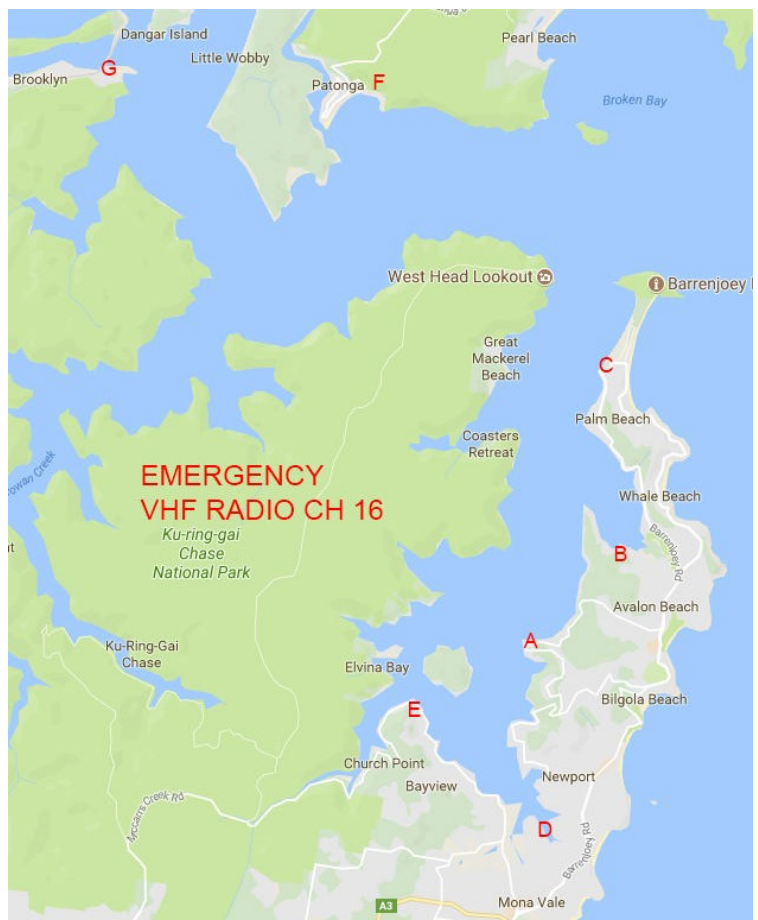 Dangar Island
Pearl Beach
Little Wobby
G
Brooklyn
Patonga
F
Broken Bay
West Head Lookout
Barrenjoey
Great
Mackerel
Beach
C
Palm Beach
Coasters
Retreat
EMERGENCY
VHF RADIO CH 16
Whale Beach
Ku-ring-gai
Chase
National Park
B
Barrenjoey Rd
Avalon Beach
A
Ku-Ring-Gai
Chase
Elvina Bay
Bilgola Beach
E
Church Point
Newport
Bayview
McCarrs Creek Rd
D
Barrenjoey Rd
Mona Vale
A3